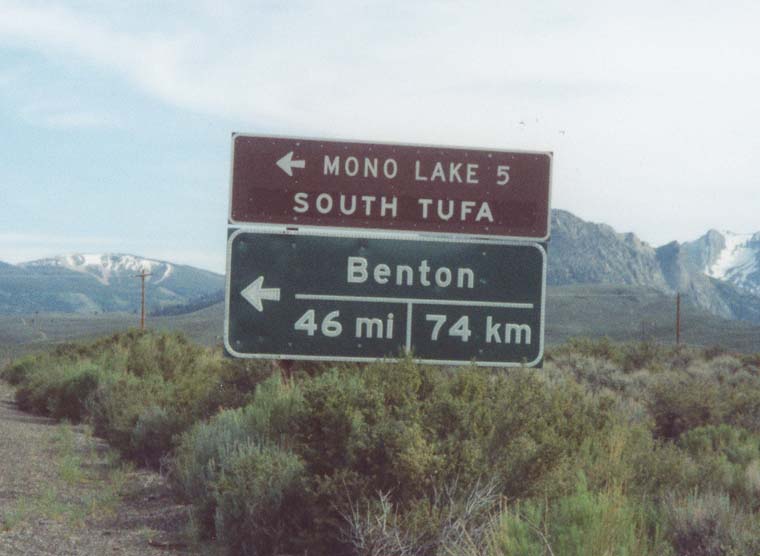 ← MONO LAKE 5
SOUTH TUFA
Benton
← 46 mi 74 km